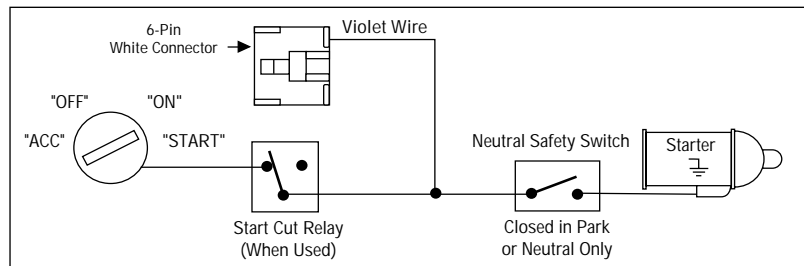 6-Pin
White Connector
Violet Wire
"OFF"
"ON"
"ACC"
"START"
Neutral Safety Switch
Starter
Start Cut Relay
(When Used)
Closed in Park
or Neutral Only